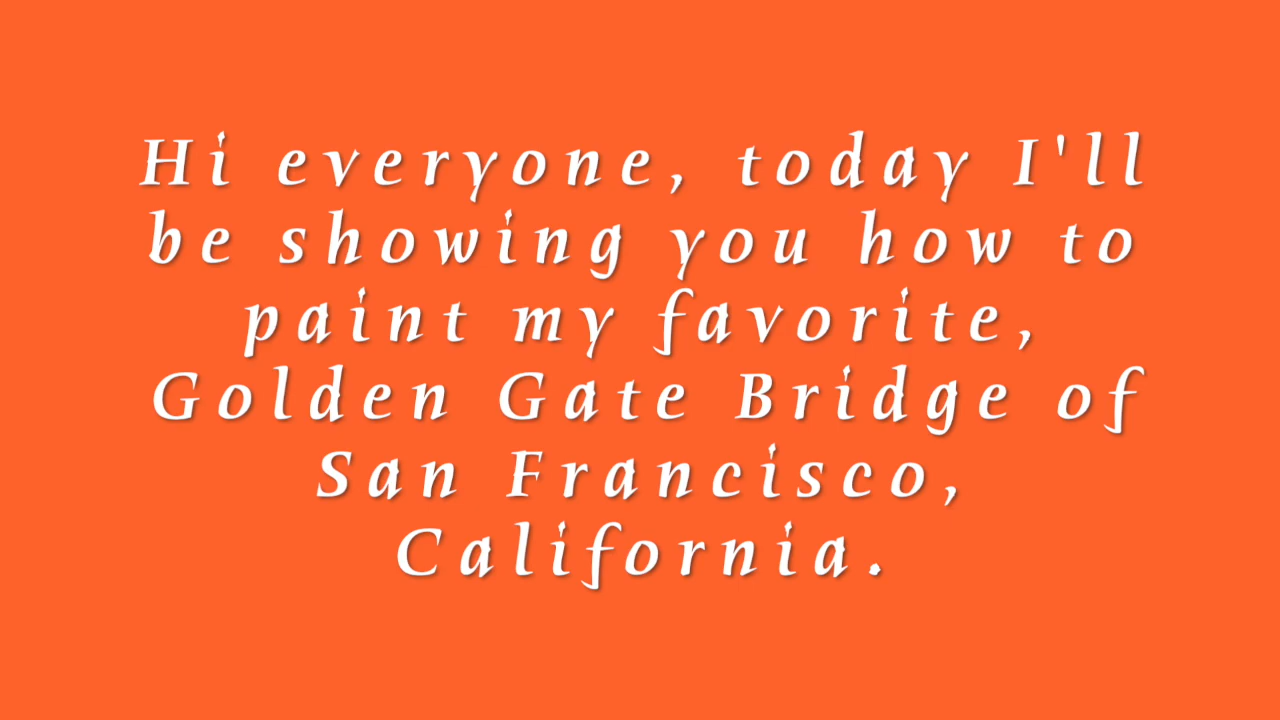 Hi everyone, today I'll
be showing you how to
paint my favorite,
Golden Gate Bridge of
San Francisco,
California.